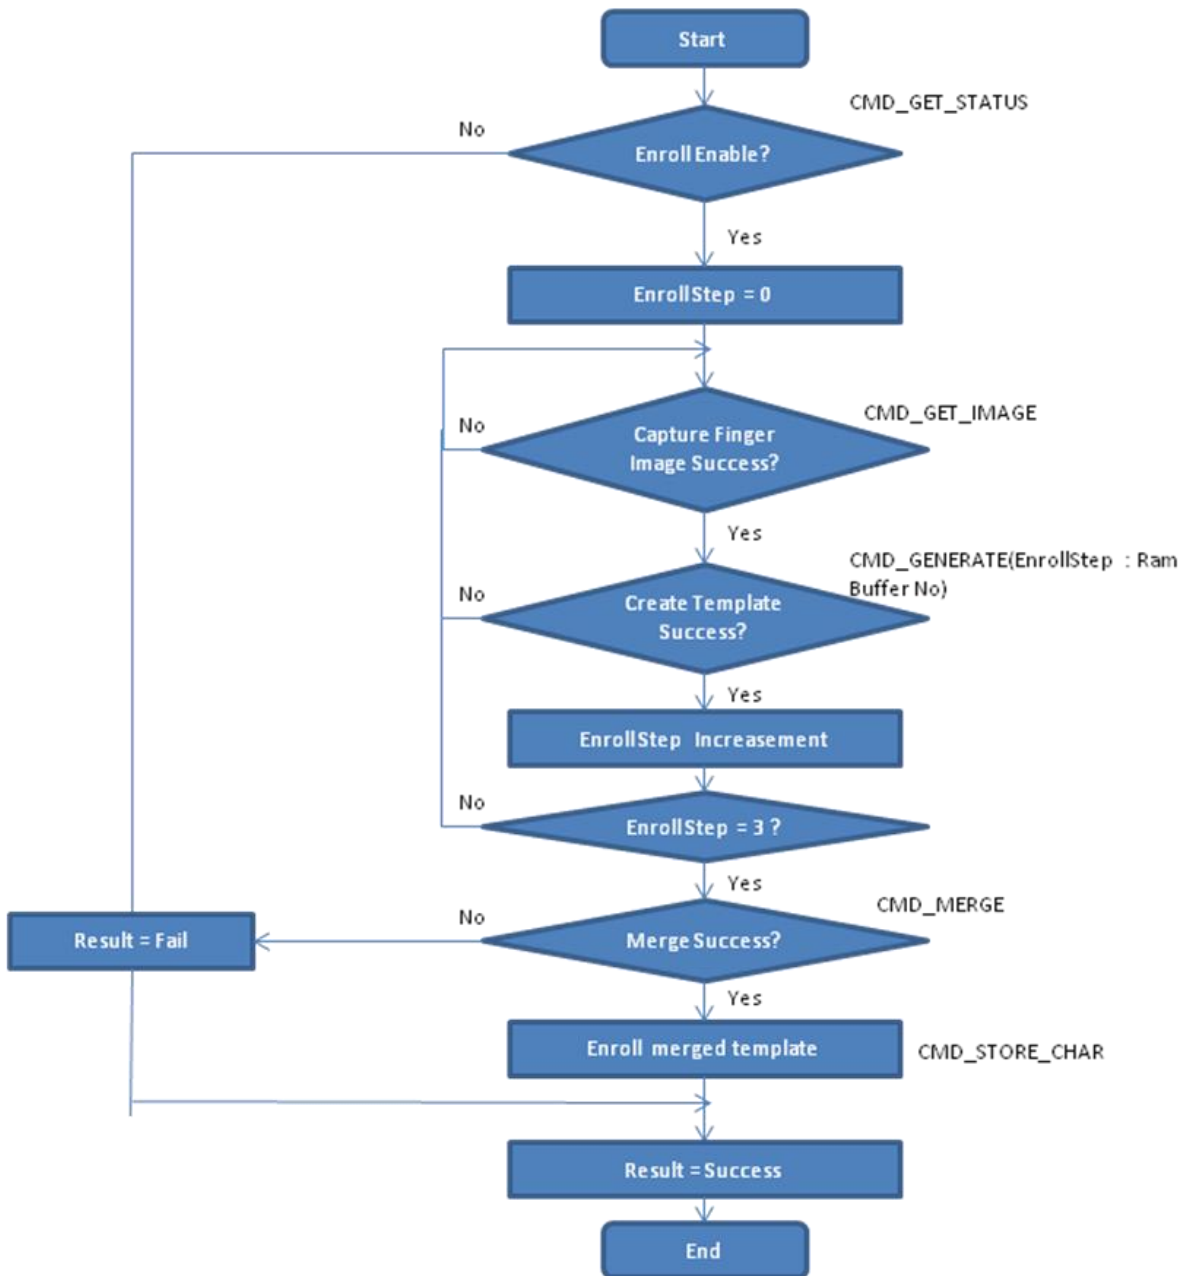 Start
CMD_GET_STATUS
No
Enroll Enable?
Yes
EnrollStep = 0
No
CMD_GET_IMAGE
Capture Finger
Image Success?
Yes
CMD_GENERATE(EnrollStep : Ram
Buffer No)
No
Create Template
Success?
Yes
EnrollStep Increasement
No
EnrollStep = 3 ?
Yes
CMD_MERGE
No
Result = Fail
Merge Success?
Yes
Enroll merged template
CMD_STORE_CHAR
Result = Success
End